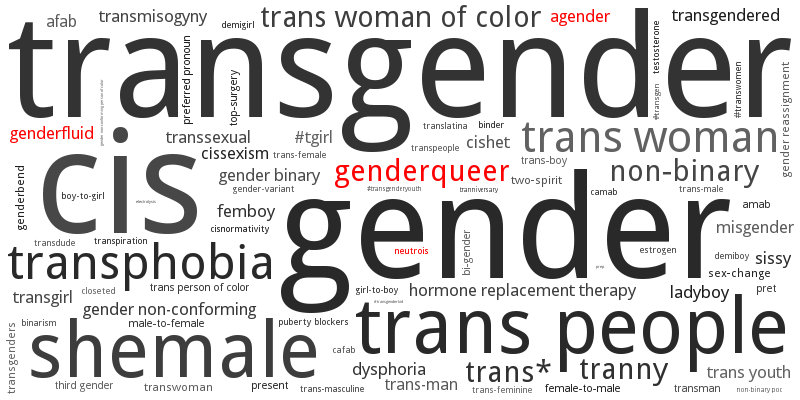 afab
transmisogyny
demigirl
trans woman of color
agender
transgendered
transgender
preferred pronoun
top-surgery
testosterone
#transgen
#transwomen
gender reassignment
genderfluid
transsexual
#tgirl
translatina
binder
trans woman
cissexism
trans-female
transpeople
cishet
cis
genderbend
boy-to-girl
electrolysis
gender binary
gender-variant
genderqueer
#transgenderyouth
tranniversary
two-spirit
trans-boy
non-binary
camab
trans-male
amab
femboy
cisnormativity
gender
misgender
transdude
transpiration
neutrois
bi-gender
estrogen
demiboy
sissy
transphobia
prep
sex-change
trans person of color
girl-to-boy
hormone replacement therapy
ladyboy
pret
transgirl
closeted
gender non-conforming
trans people
binarism
male-to-female
puberty blockers
shemale
cafab
transgenders
dysphoria
trans*
tranny
trans youth
third gender
transwoman
present
trans-masculine
trans-man
trans-feminine
female-to-male
transman
non-binary poc